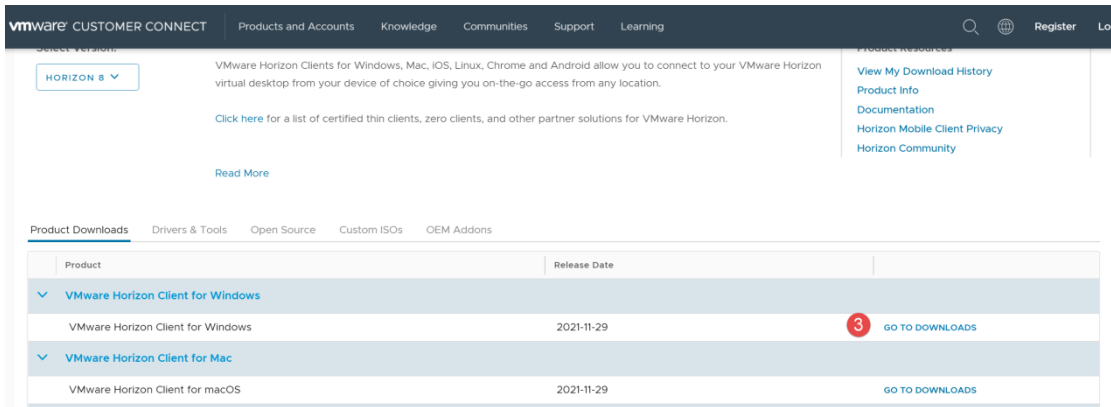 vmware CUSTOMER CONNECT Products and Accounts Knowledge Communities Support Learning Register Lo
Select Version:
HORIZON 8
VMware Horizon Clients for Windows, Mac, iOS, Linux, Chrome and Android allow you to connect to your VMware Horizon
virtual desktop from your device of choice giving you on-the-go access from any location.
Click here for a list of certified thin clients, zero clients, and other partner solutions for VMware Horizon.
Read More
Product Resources
View My Download History
Product Info
Documentation
Horizon Mobile Client Privacy
Horizon Community
Product Downloads Drivers & Tools Open Source Custom ISOs OEM Addons
Product Release Date
VMware Horizon Client for Windows
VMware Horizon Client for Windows 2021-11-29 3 GO TO DOWNLOADS
VMware Horizon Client for Mac
VMware Horizon Client for macOS 2021-11-29 GO TO DOWNLOADS